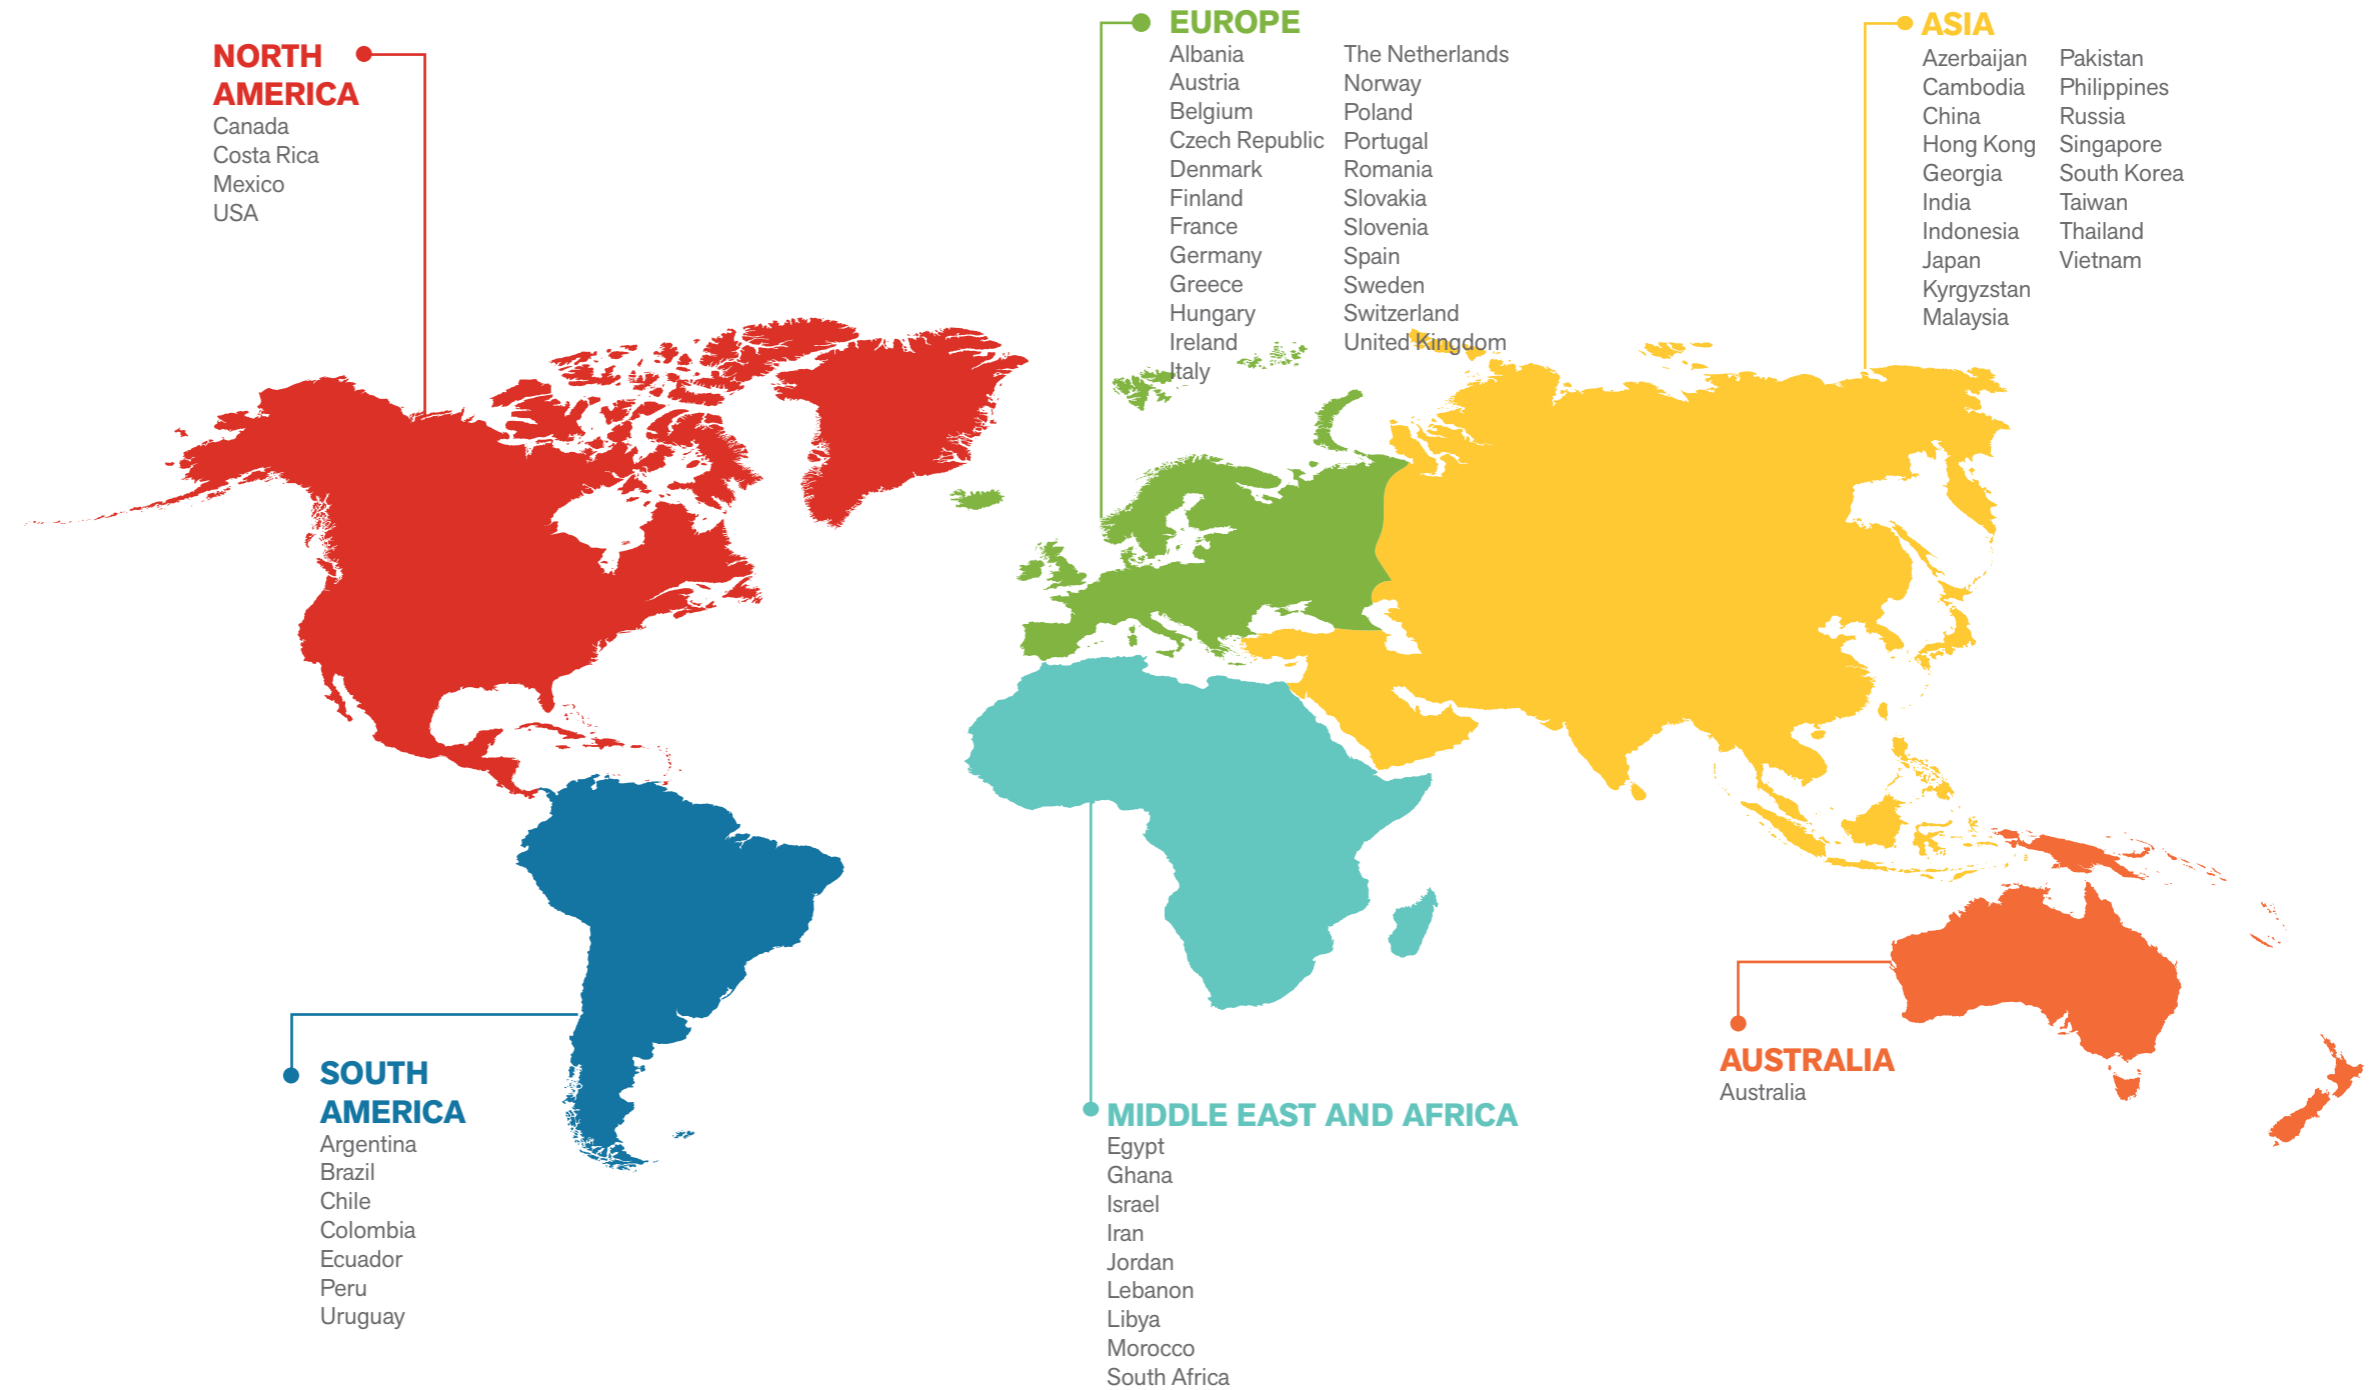 NORTH
AMERICA
Canada
Costa Rica
Mexico
USA
EUROPE
Albania
Austria
Belgium
Czech Republic
Denmark
Finland
France
Germany
Greece
Hungary
Ireland
Italy
The Netherlands
Norway
Poland
Portugal
Romania
Slovakia
Slovenia
Spain
Sweden
Switzerland
United Kingdom
ASIA
Azerbaijan
Cambodia
China
Hong Kong
Georgia
India
Indonesia
Japan
Kyrgyzstan
Malaysia
Pakistan
Philippines
Russia
Singapore
South Korea
Taiwan
Thailand
Vietnam
SOUTH
AMERICA
Argentina
Brazil
Chile
Colombia
Ecuador
Peru
Uruguay
MIDDLE EAST AND AFRICA
Egypt
Ghana
Israel
Iran
Jordan
Lebanon
Libya
Morocco
South Africa
AUSTRALIA
Australia